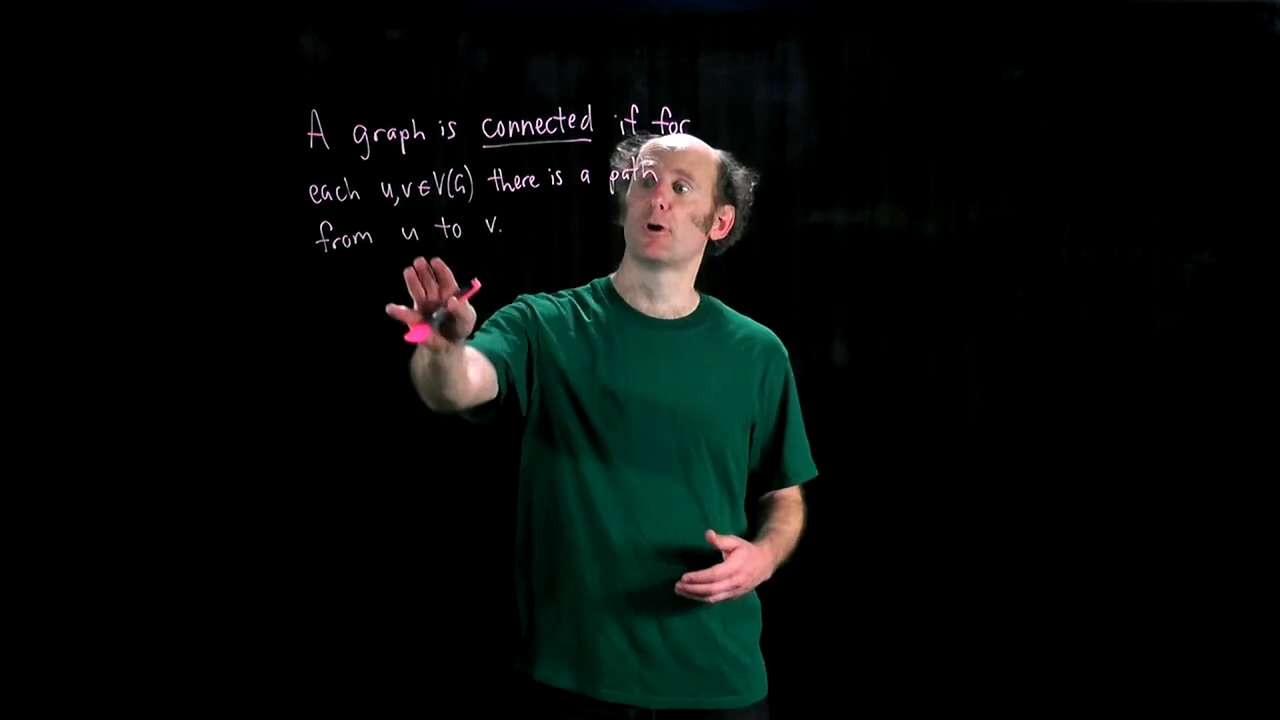 A graph is connected if for
each u,v∈V(G) there is a path
from u to v.